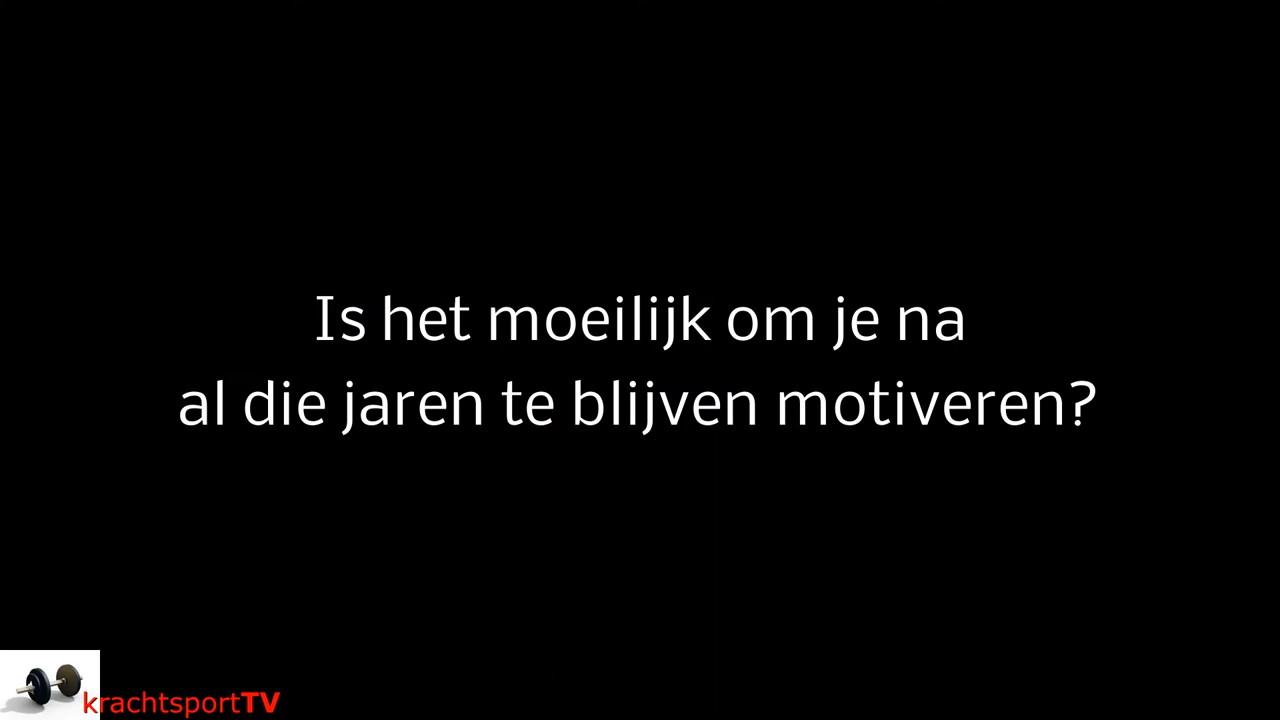 Is het moeilijk om je na
al die jaren te blijven motiveren?
krachtsportTV